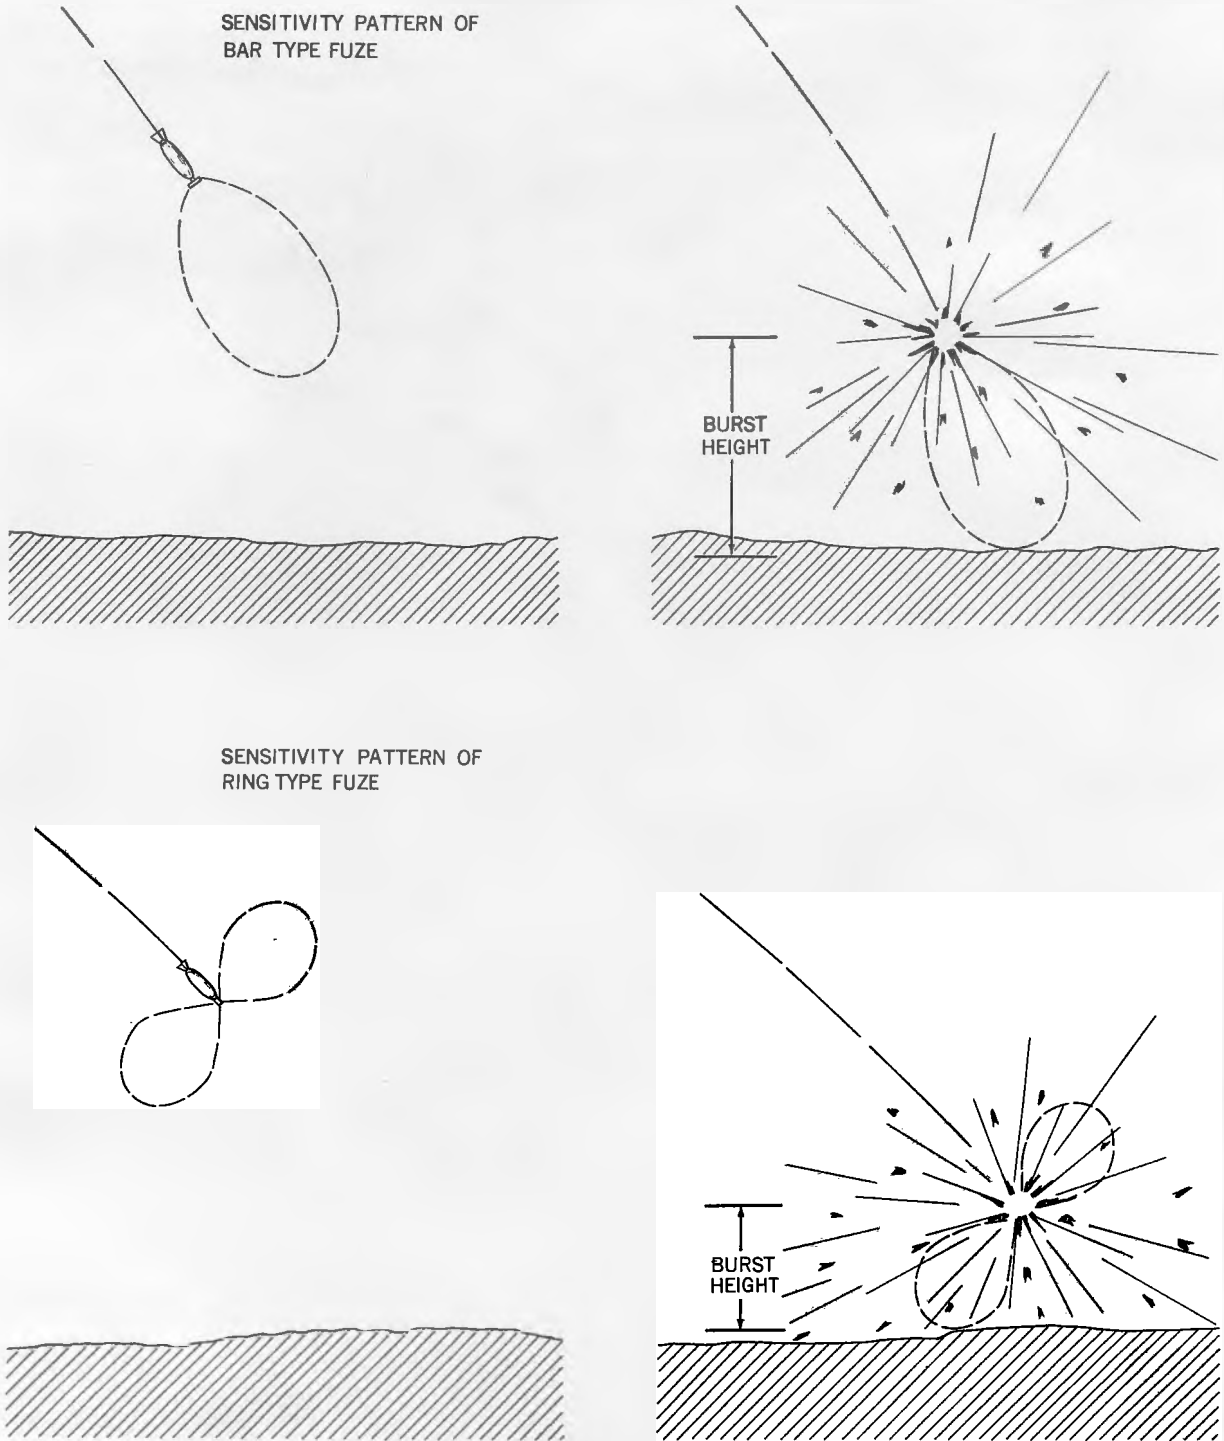 SENSITIVITY PATTERN OF
BAR TYPE FUZE
BURST
HEIGHT
SENSITIVITY PATTERN OF
RING TYPE FUZE
BURST
HEIGHT